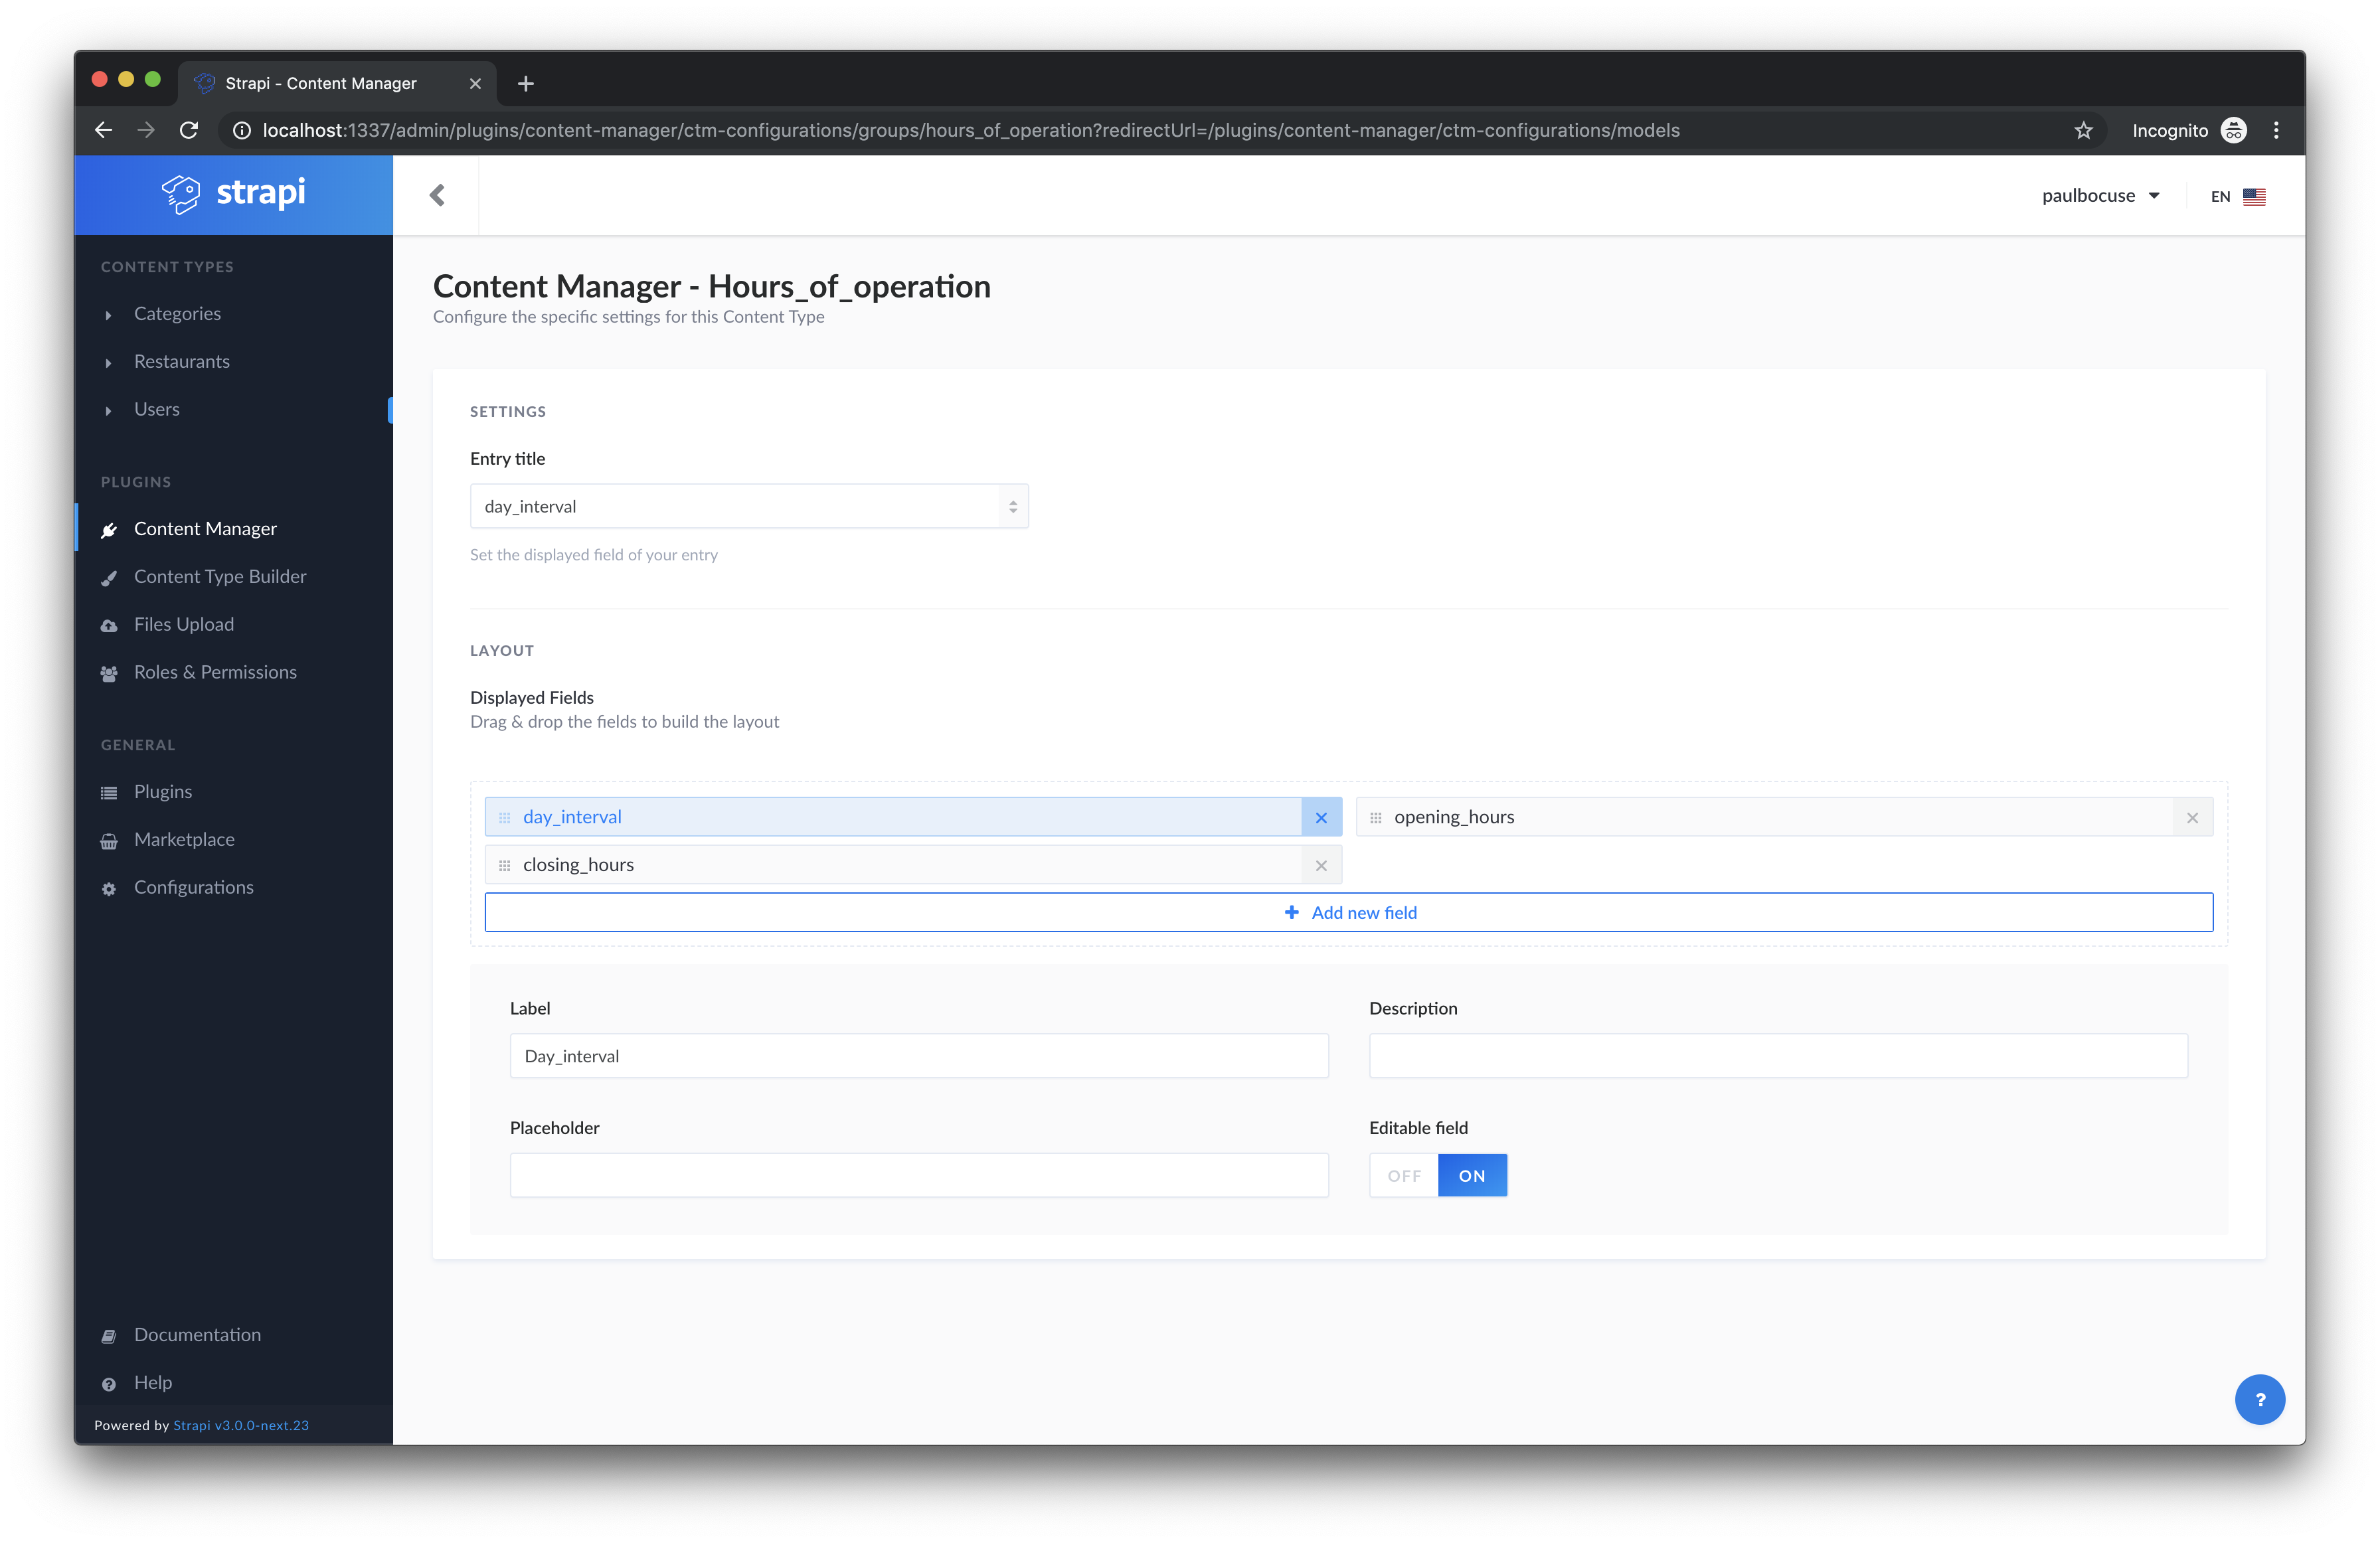 Strapi - Content Manager
localhost:1337/admin/plugins/content-manager/ctm-configurations/groups/hours_of_operation?redirectUrl=/plugins/content-manager/ctm-configurations/models
Incognito
strapi
paulbocuse
EN
CONTENT TYPES
Categories
Restaurants
Users
PLUGINS
Content Manager
Content Type Builder
Files Upload
Roles & Permissions
GENERAL
Plugins
Marketplace
Configurations
Documentation
Help
Powered by Strapi v3.0.0-next.23
Content Manager - Hours_of_operation
Configure the specific settings for this Content Type
SETTINGS
Entry title
day_interval
Set the displayed field of your entry
LAYOUT
Displayed Fields
Drag & drop the fields to build the layout
day_interval
opening_hours
closing_hours
Add new field
Label
Description
Day_interval
Placeholder
Editable field
OFF
ON
?